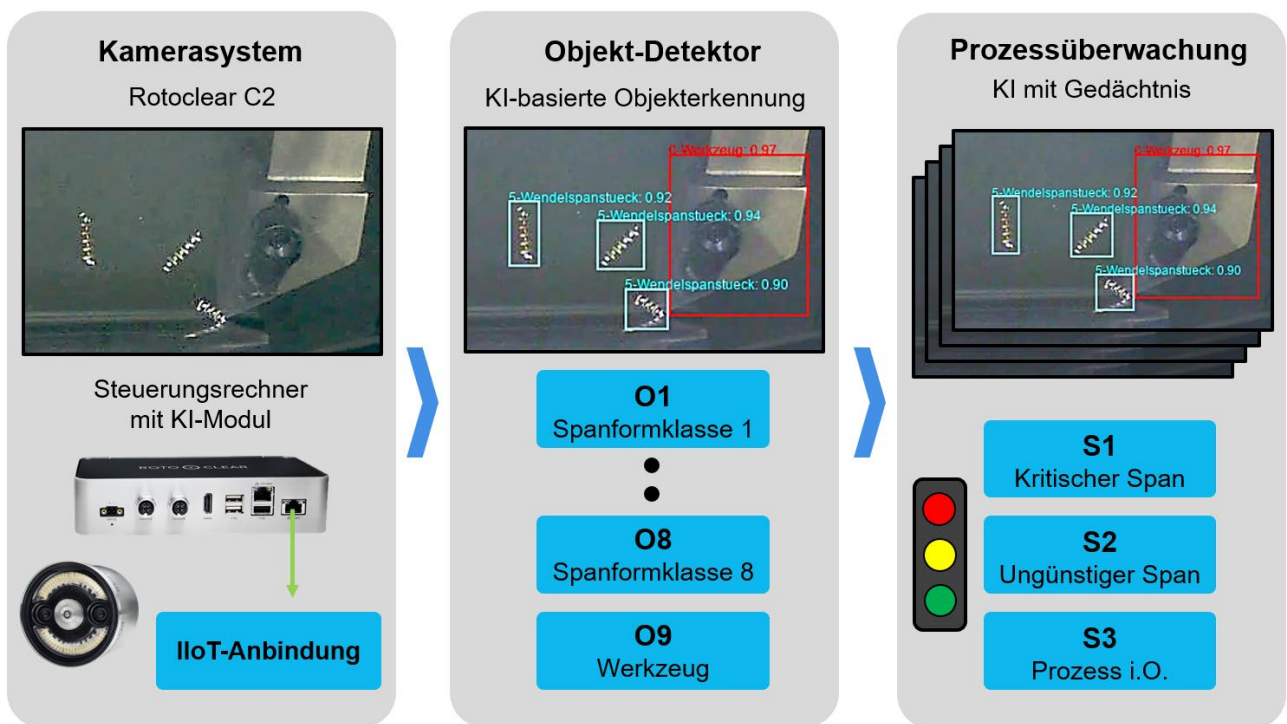 Kamerasystem
Rotoclear C2
Steuerungsrechner
mit KI-Modul
ROTO CLEAR
IIoT-Anbindung
Objekt-Detektor
KI-basierte Objekterkennung
0-Werkzeug: 0.97
5-Wendelspanstueck: 0.92
5-Wendelspanstueck: 0.94
5-Wendelspanstueck: 0.90
O1
Spanformklasse 1
O8
Spanformklasse 8
O9
Werkzeug
Prozessüberwachung
KI mit Gedächtnis
0-Werkzeug: 0.97
5-Wendelspanstueck: 0.92
5-Wendelspanstueck: 0.94
5-Wendelspanstueck: 0.90
S1
Kritischer Span
S2
Ungünstiger Span
S3
Prozess i.O.